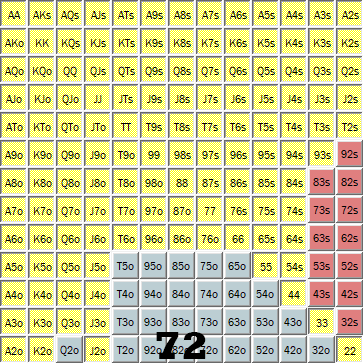 AA AKs AQs AJs ATs A9s A8s A7s A6s A5s A4s A3s A2s
AKo KK KQs KJs KTs K9s K8s K7s K6s K5s K4s K3s K2s
AQo KQo QQ QJs QTs Q9s Q8s Q7s Q6s Q5s Q4s Q3s Q2s
AJo KJo QJo JJ JTs J9s J8s J7s J6s J5s J4s J3s J2s
ATo KTo QTo JTo TT T9s T8s T7s T6s T5s T4s T3s T2s
A9o K9o Q9o J9o T9o 99 98s 97s 96s 95s 94s 93s 92s
A8o K8o Q8o J8o T8o 98o 88 87s 86s 85s 84s 83s 82s
A7o K7o Q7o J7o T7o 97o 87o 77 76s 75s 74s 73s 72s
A6o K6o Q6o J6o T6o 96o 86o 76o 66 65s 64s 63s 62s
A5o K5o Q5o J5o T5o 95o 85o 75o 65o 55 54s 53s 52s
A4o K4o Q4o J4o T4o 94o 84o 74o 64o 54o 44 43s 42s
A3o K3o Q3o J3o T3o 93o 83o 73o 63o 53o 43o 33 32s
A2o K2o Q2o J2o T2o 62o 52o 42o 32o 22
72